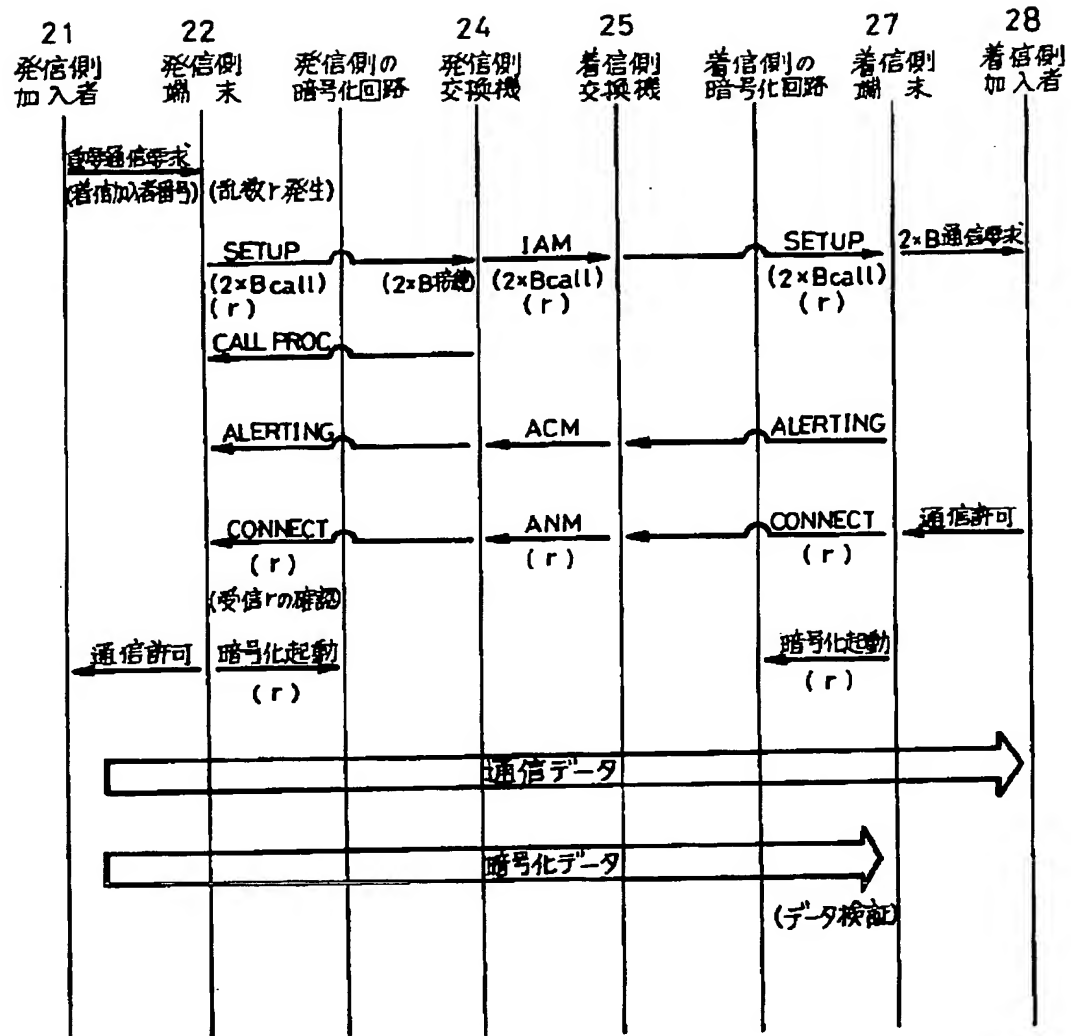 21 22 24 25 27 28
発信側 発信側 発信側の 発信側 着信側 着信側の 着信側 着信側
加入者 端末 暗号化回路 交換機 交換機 暗号化回路 端末 加入者
通信要求
(着信加入者番号) (乱数r発生)
SETUP IAM SETUP 2×B通信要求
(2×Bcall) (2×B接続) (2×Bcall) (2×Bcall)
(r) (r) (r)
CALL PROC
ALERTING ACM ALERTING
CONNECT ANM CONNECT 通信許可
(r) (r) (r)
(受信rの確認)
通信許可 暗号化起動 暗号化起動
(r) (r)
通信データ
暗号化データ
(データ検証)